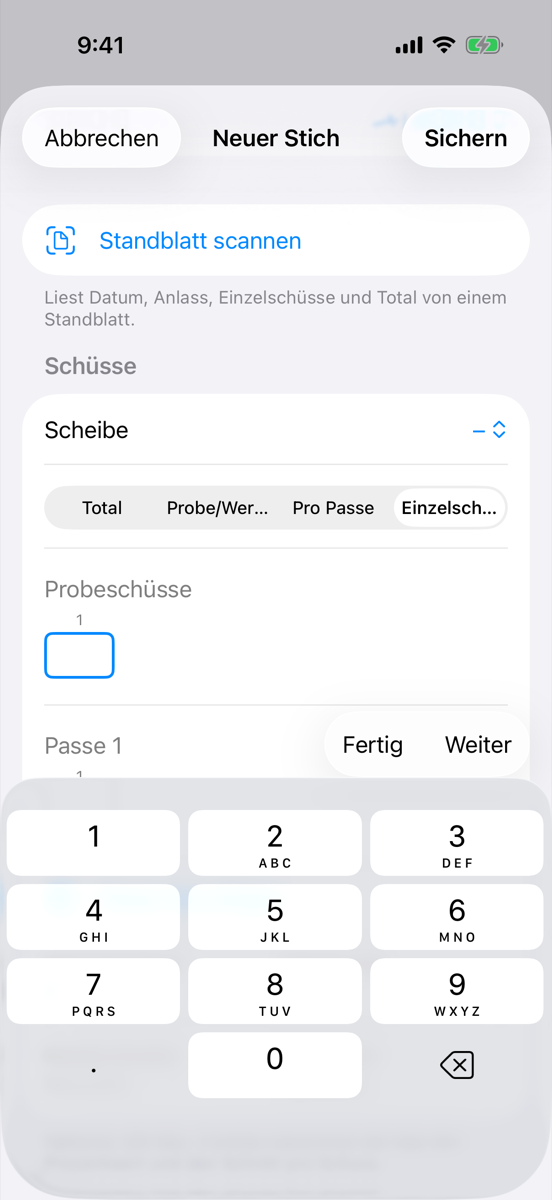 9:41
Abbrechen
Neuer Stich
Sichern
Standblatt scannen
Liest Datum, Anlass, Einzelschüsse und Total von einem
Standblatt.
Schüsse
Scheibe
–
Total
Probe/Wer...
Pro Passe
Einzelsch...
Probeschüsse
1
Passe 1
1
Fertig
Weiter
1
2
ABC
3
DEF
4
GHI
5
JKL
6
MNO
7
PQRS
8
TUV
9
WXYZ
.
0